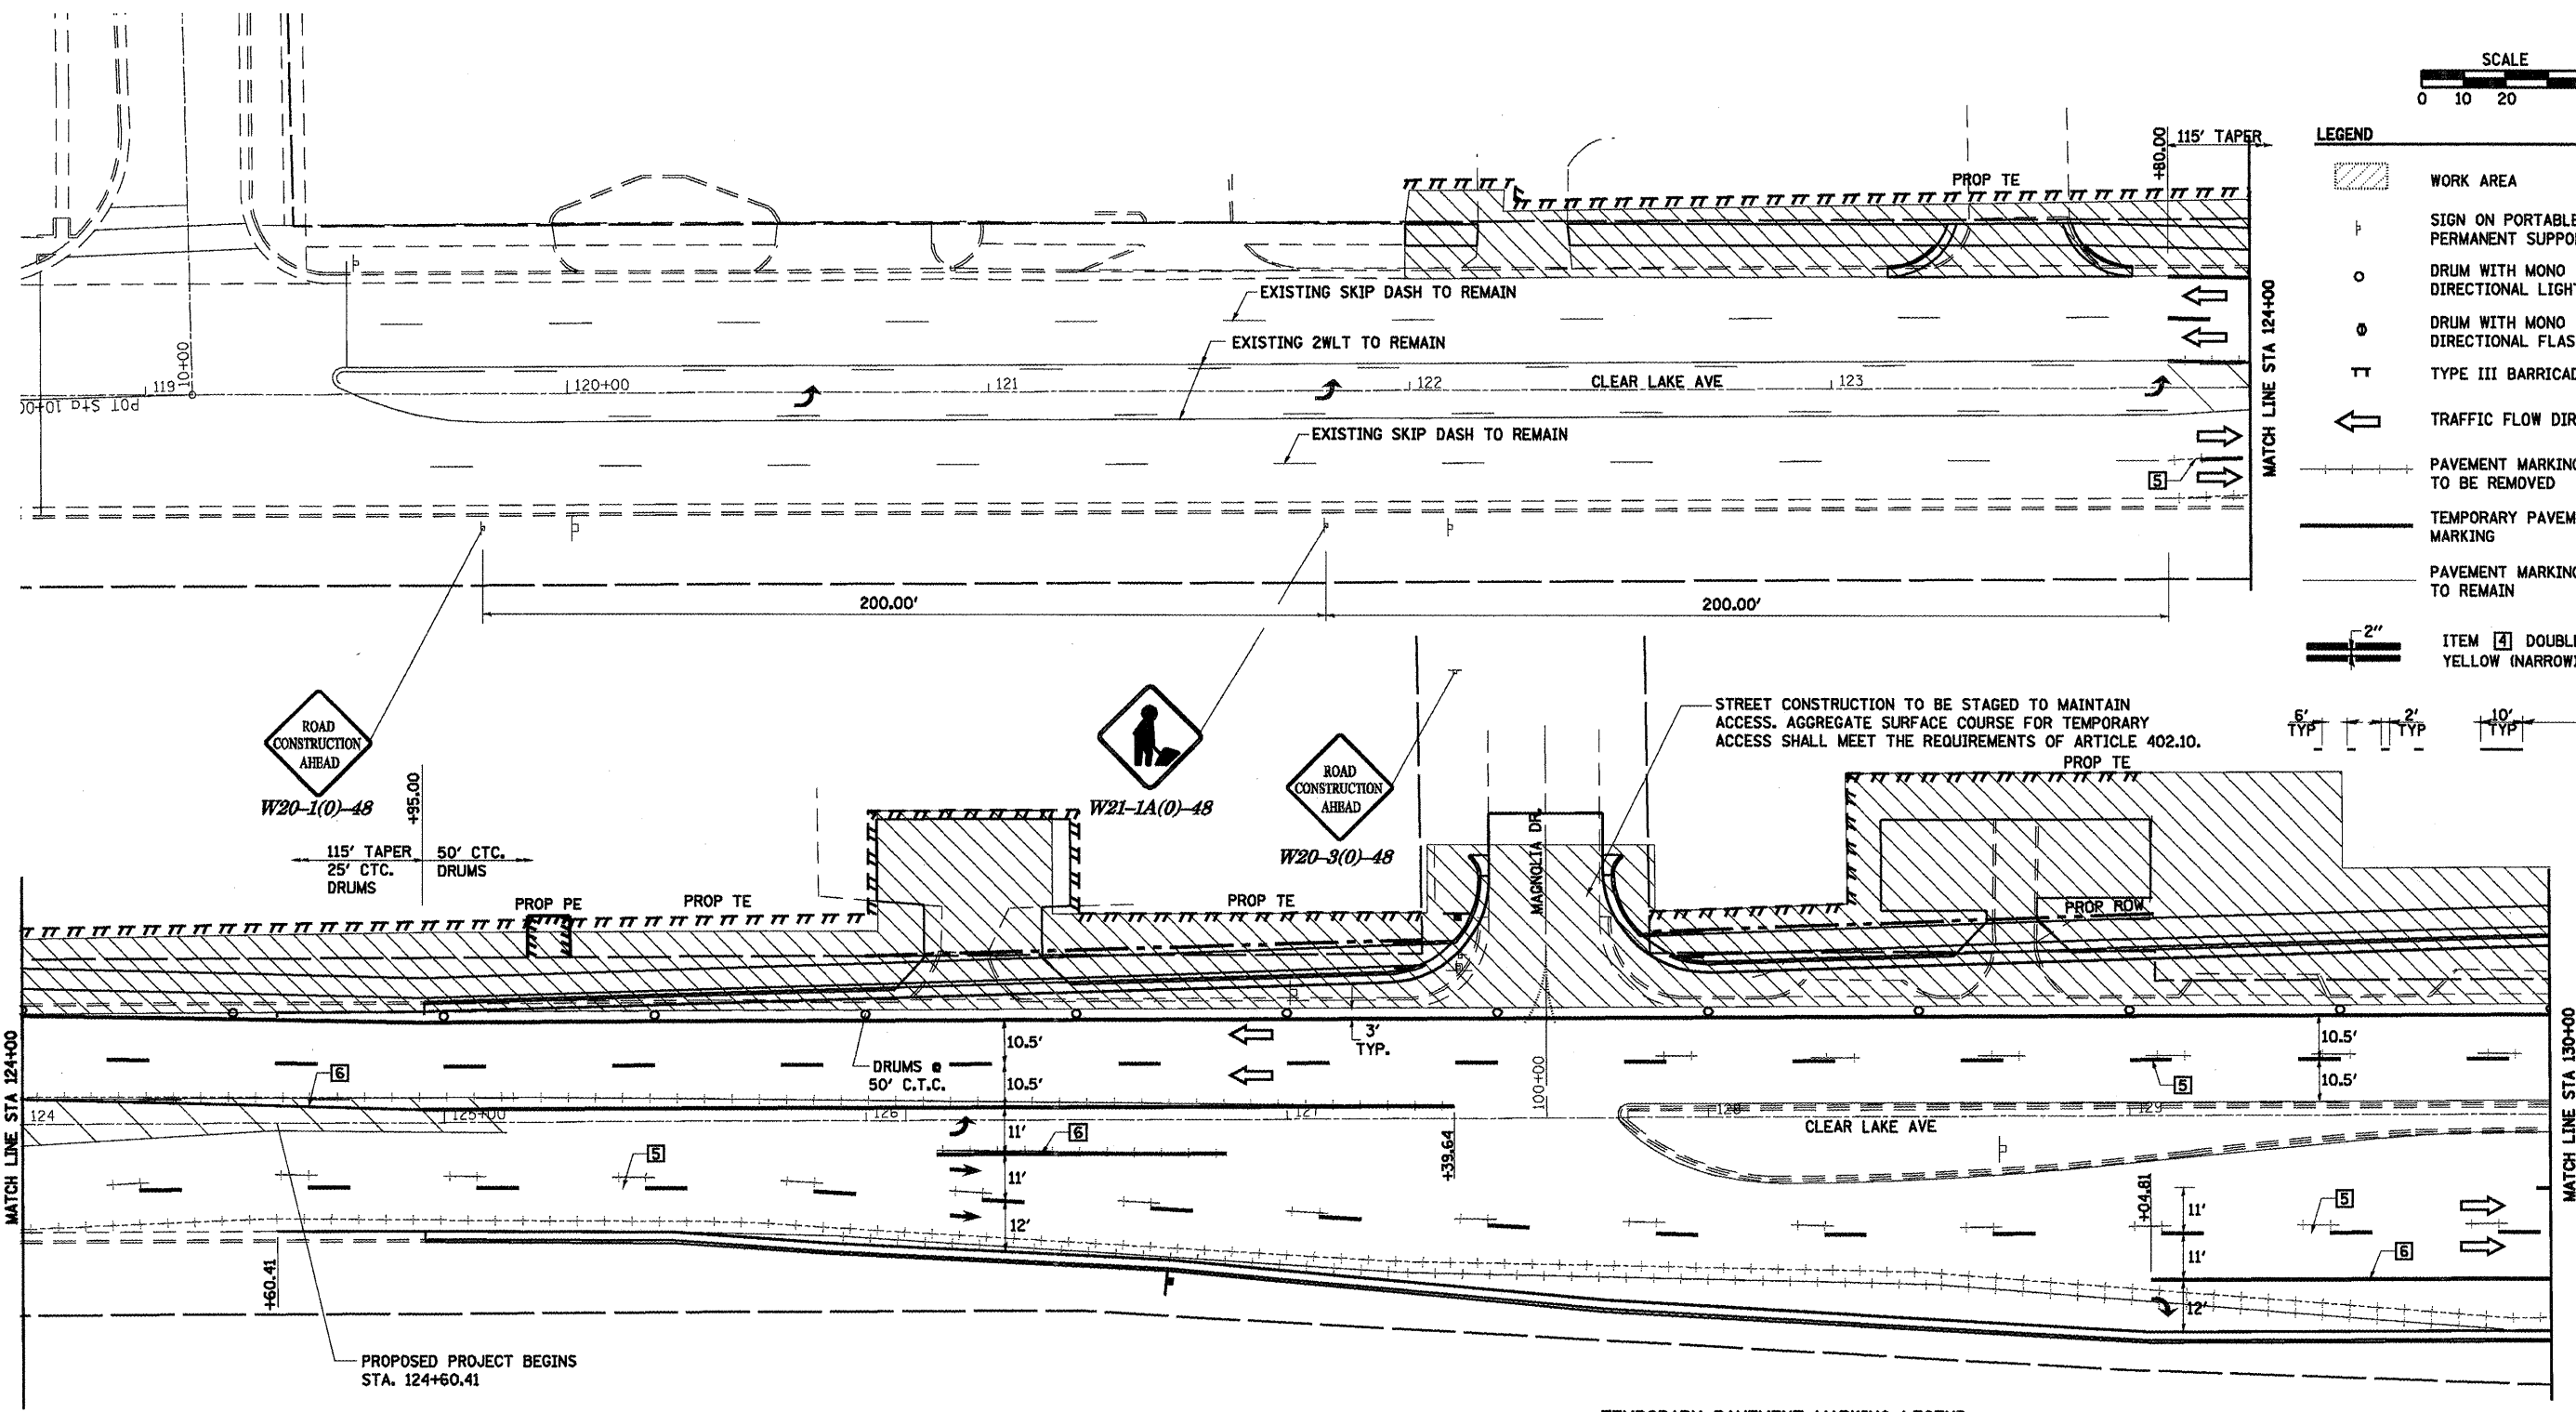 SCALE
0 10 20
+80.00
115' TAPER
LEGEND
WORK AREA
SIGN ON PORTABLE
PERMANENT SUPPO
DRUM WITH MONO
DIRECTIONAL LIGHT
DRUM WITH MONO
DIRECTIONAL FLAS
TYPE III BARRICAD
TRAFFIC FLOW DIR
PAVEMENT MARKING
TO BE REMOVED
TEMPORARY PAVEM
MARKING
PAVEMENT MARKING
TO REMAIN
2"
ITEM 4 DOUBLE
YELLOW (NARROW)
6'
TYP
2'
TYP
10'
TYP
PROP TE
EXISTING SKIP DASH TO REMAIN
EXISTING 2WLT TO REMAIN
MATCH LINE STA 124+00
119
10+00
120+00
121
122
CLEAR LAKE AVE
123
POT Sta 10+00
EXISTING SKIP DASH TO REMAIN
5
200.00'
200.00'
ROAD
CONSTRUCTION
AHEAD
W20-1(0)-48
W21-1A(0)-48
ROAD
CONSTRUCTION
AHEAD
W20-3(0)-48
STREET CONSTRUCTION TO BE STAGED TO MAINTAIN
ACCESS. AGGREGATE SURFACE COURSE FOR TEMPORARY
ACCESS SHALL MEET THE REQUIREMENTS OF ARTICLE 402.10.
PROP TE
+95.00
115' TAPER
25' CTC.
DRUMS
50' CTC.
DRUMS
PROP PE
PROP TE
PROP TE
MAGNOLIA DR.
PROP ROW
MATCH LINE STA 124+00
124
6
125+00
126
DRUMS @
50' C.T.C.
10.5'
10.5'
11'
11'
12'
6
5
3'
TYP.
127
+39.64
100+00
128
CLEAR LAKE AVE
129
5
10.5'
10.5'
MATCH LINE STA 130+00
+04.81
11'
11'
12'
5
6
+60.41
PROPOSED PROJECT BEGINS
STA. 124+60.41